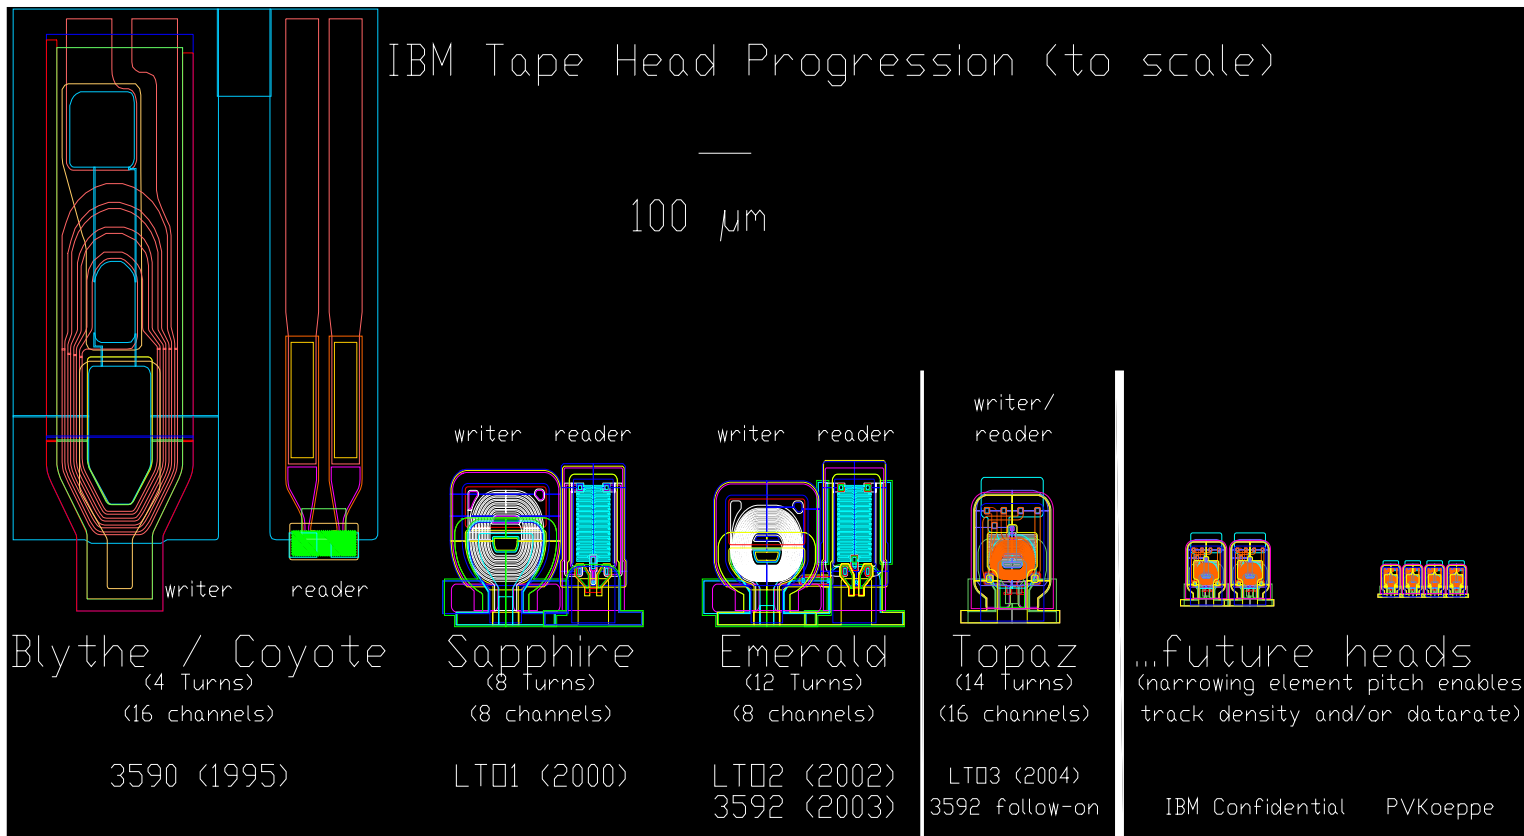 IBM Tape Head Progression (to scale)
100 μm
writer
reader
Blythe / Coyote
(4 Turns)
(16 channels)
3590 (1995)
writer
reader
Sapphire
(8 Turns)
(8 channels)
LTO1 (2000)
writer
reader
Emerald
(12 Turns)
(8 channels)
LTO2 (2002)
3592 (2003)
writer/
reader
Topaz
(14 Turns)
(16 channels)
LTO3 (2004)
3592 follow-on
...future heads
(narrowing element pitch enables
track density and/or datarate)
IBM Confidential
PVKoeppe